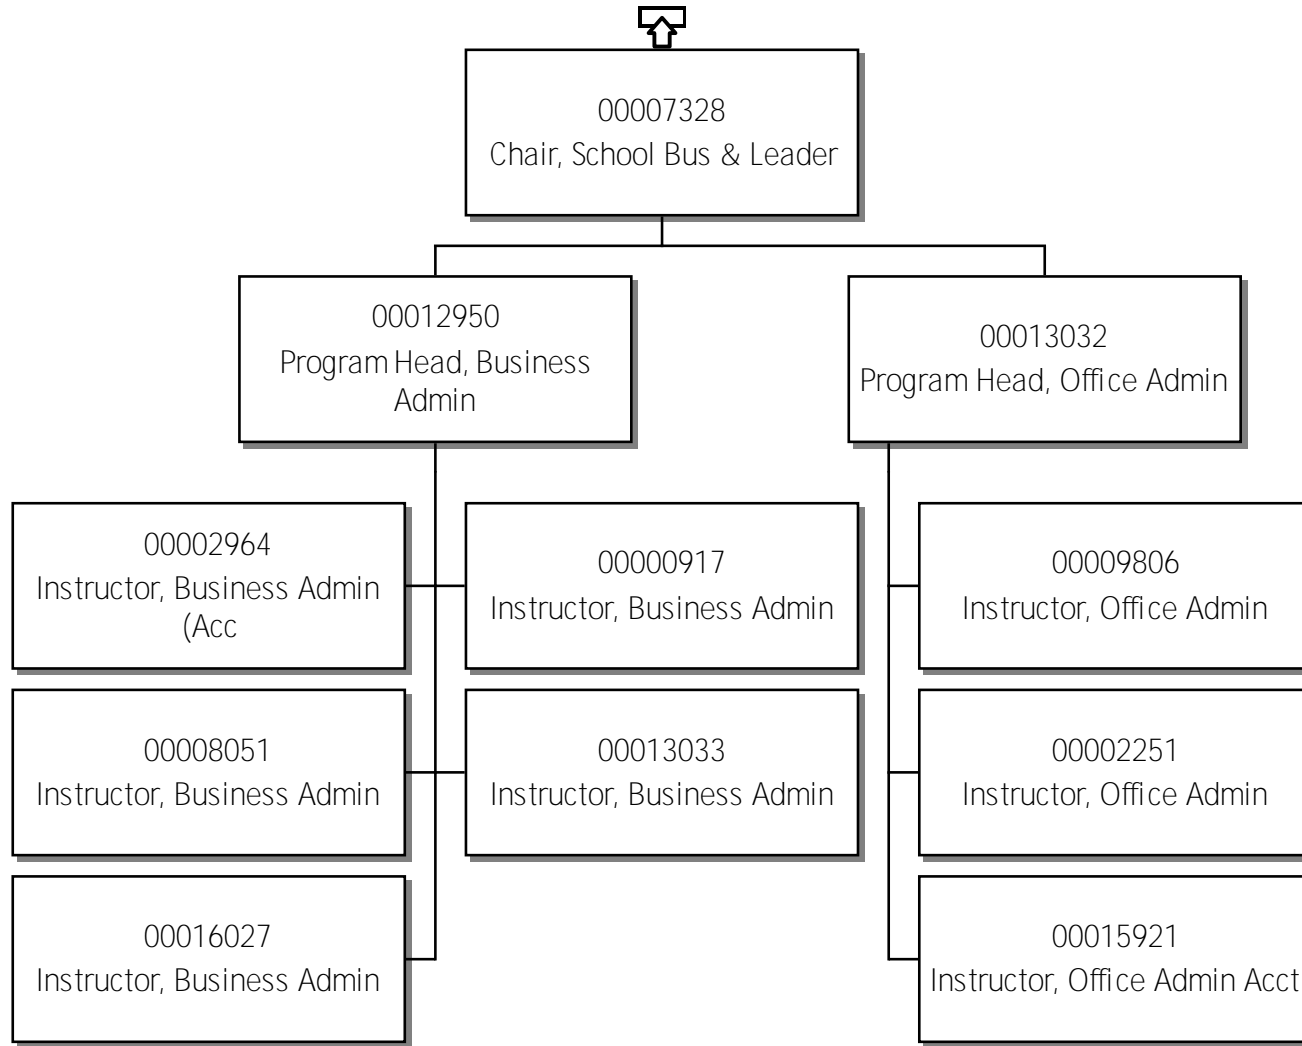 00007328
Chair, School Bus & Leader
00012950
Program Head, Business
Admin
00013032
Program Head, Office Admin
00002964
Instructor, Business Admin
(Acc
00000917
Instructor, Business Admin
00009806
Instructor, Office Admin
00008051
Instructor, Business Admin
00013033
Instructor, Business Admin
00002251
Instructor, Office Admin
00016027
Instructor, Business Admin
00015921
Instructor, Office Admin Acct